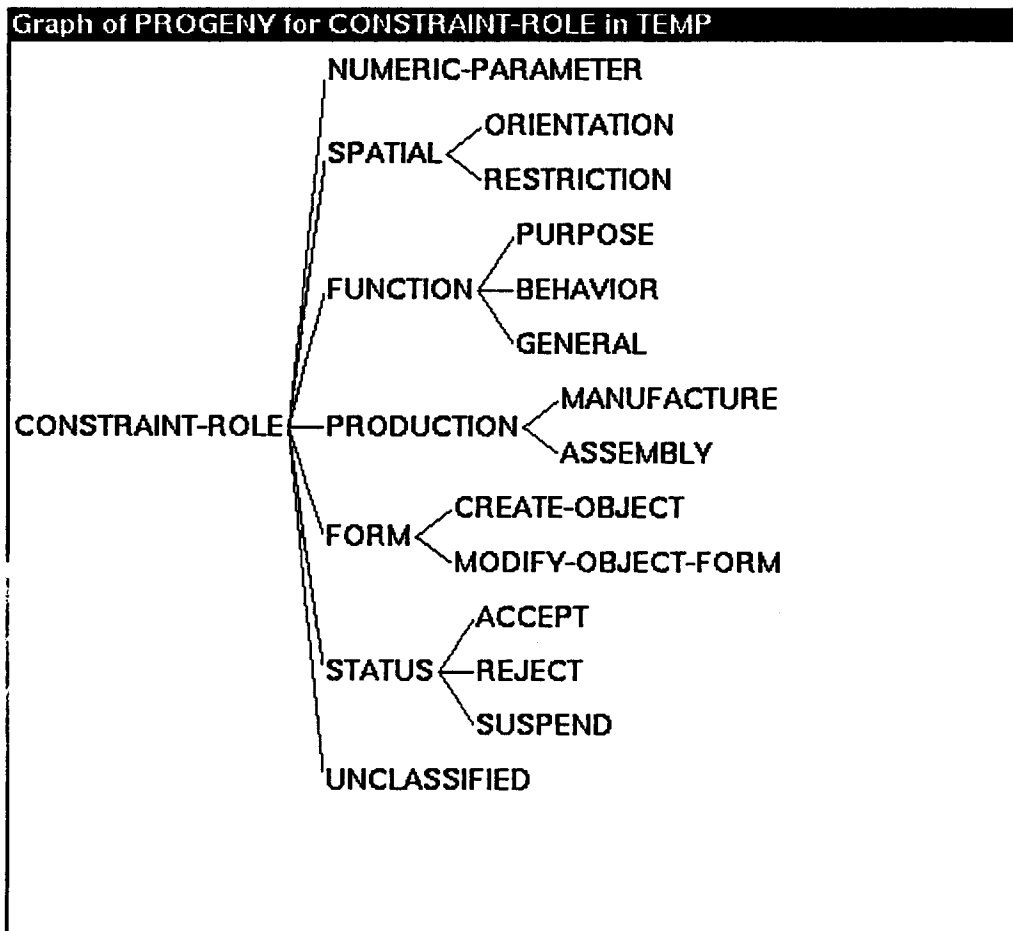 Graph of PROGENY for CONSTRAINT-ROLE in TEMP
NUMERIC-PARAMETER
ORIENTATION
SPATIAL
RESTRICTION
PURPOSE
FUNCTION BEHAVIOR
GENERAL
MANUFACTURE
CONSTRAINT-ROLE PRODUCTION
ASSEMBLY
CREATE-OBJECT
FORM
MODIFY-OBJECT-FORM
ACCEPT
STATUS REJECT
SUSPEND
UNCLASSIFIED